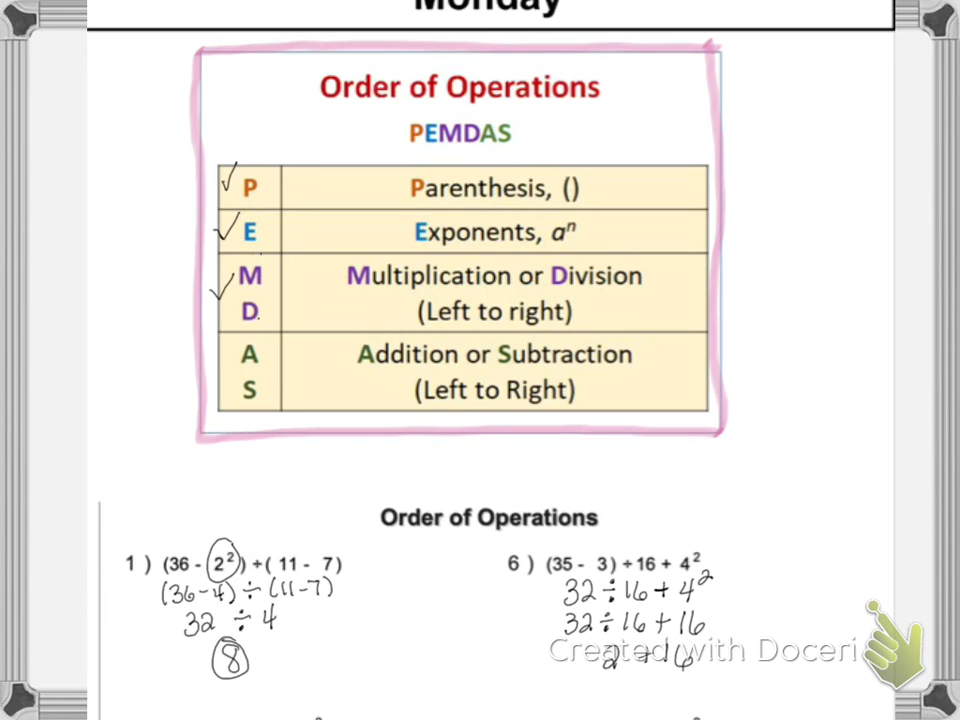 Monday
Order of Operations
PEMDAS
P Parenthesis, ()
E Exponents, aⁿ
M Multiplication or Division
D (Left to right)
A Addition or Subtraction
S (Left to Right)
Order of Operations
1 ) (36 - 2²) ÷ ( 11 - 7)
(36-4) ÷ (11-7)
32 ÷ 4
8
6 ) (35 - 3 ) ÷ 16 + 4²
32 ÷ 16 + 4²
32 ÷ 16 + 16
2 + 16
Created with Doceri